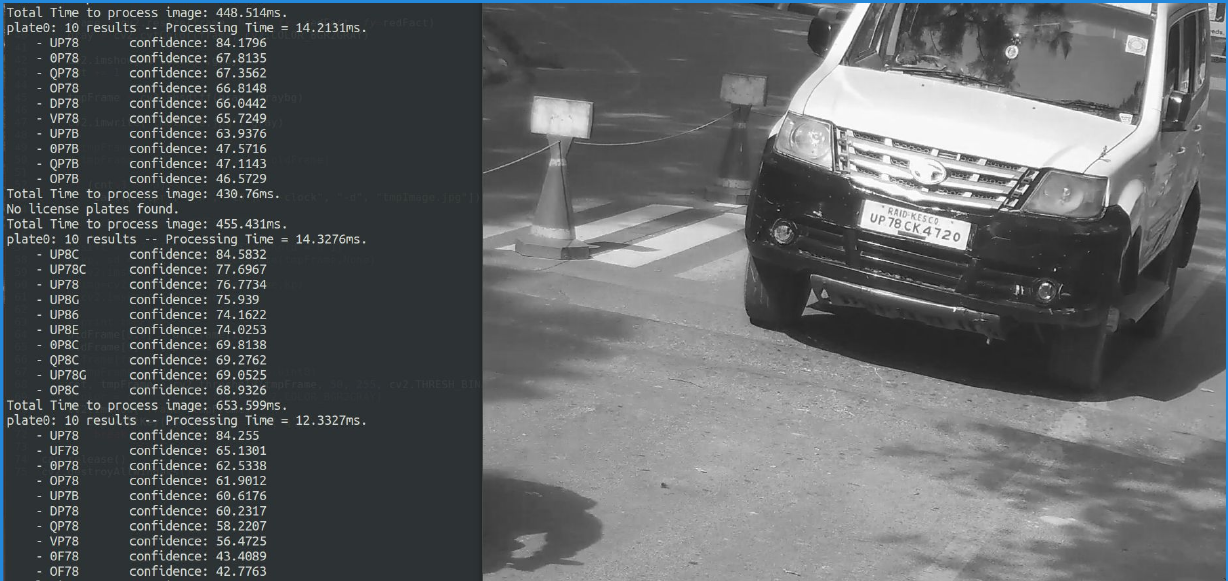 Total Time to process image: 448.514ms.
plate0: 10 results -- Processing Time = 14.2131ms.
- UP78 confidence: 84.1796
- 0P78 confidence: 67.8135
- QP78 confidence: 67.3562
- OP78 confidence: 66.8148
- DP78 confidence: 66.0442
- VP78 confidence: 65.7249
- UP7B confidence: 63.9376
- 0P7B confidence: 47.5716
- QP7B confidence: 47.1143
- OP7B confidence: 46.5729
Total Time to process image: 430.76ms.
No license plates found.
Total Time to process image: 455.431ms.
plate0: 10 results -- Processing Time = 14.3276ms.
- UP8C confidence: 84.5832
- UP78C confidence: 77.6967
- UP78 confidence: 76.7734
- UP8G confidence: 75.939
- UP86 confidence: 74.1622
- UP8E confidence: 74.0253
- 0P8C confidence: 69.8138
- QP8C confidence: 69.2762
- UP78G confidence: 69.0525
- OP8C confidence: 68.9326
Total Time to process image: 653.599ms.
plate0: 10 results -- Processing Time = 12.3327ms.
- UP78 confidence: 84.255
- UF78 confidence: 65.1301
- 0P78 confidence: 62.5338
- OP78 confidence: 61.9012
- UP7B confidence: 60.6176
- DP78 confidence: 60.2317
- QP78 confidence: 58.2207
- VP78 confidence: 56.4725
- 0F78 confidence: 43.4089
- OF78 confidence: 42.7763
RAID-KESCO
UP78CK4720